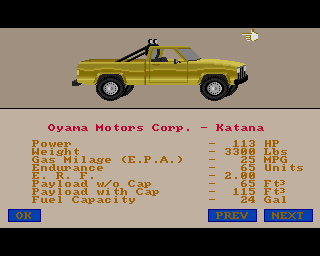 Oyama Motors Corp. - Katana
Power - 113 HP
Weight - 3300 Lbs
Gas Milage (E.P.A.) - 25 MPG
Endurance - 65 Units
E. R. F. - 2.00
Payload w/o Cap - 65 Ft³
Payload with Cap - 115 Ft³
Fuel Capacity - 24 Gal
OK PREV NEXT